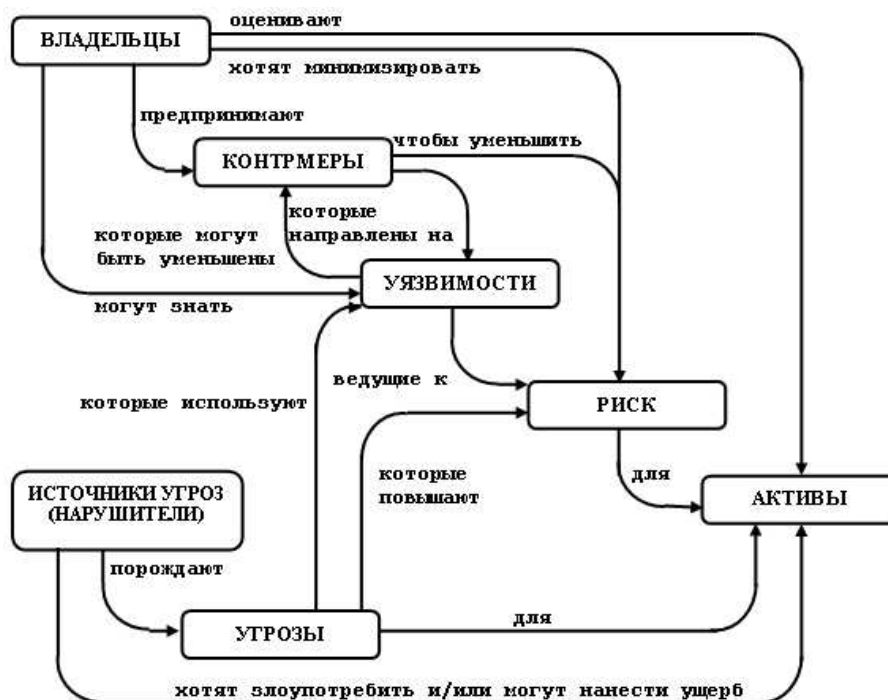 оценивают
ВЛАДЕЛЬЦЫ
хотят минимизировать
предпринимают
чтобы уменьшить
КОНТРМЕРЫ
которые
направлены на
которые могут
быть уменьшены
УЯЗВИМОСТИ
могут знать
ведущие к
которые используют
РИСК
которые
повышают
для
ИСТОЧНИКИ УГРОЗ
(НАРУШИТЕЛИ)
АКТИВЫ
порождают
УГРОЗЫ
для
хотят злоупотребить и/или могут нанести ущерб